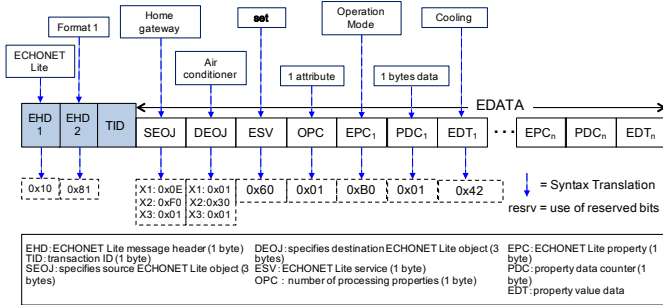 Home
gateway
set
Operation
Mode
Cooling
Format 1
ECHONET
Lite
Air
conditioner
1 attribute
1 bytes data
EDATA
EHD
1
EHD
2
TID
SEOJ
DEOJ
ESV
OPC
EPC1
PDC1
EDT1
EPCn
PDCn
EDTn
0x10
0x81
X1: 0x0E
X2: 0xF0
X3: 0x01
X1: 0x01
X2:0x30
X3: 0x01
0x60
0x01
0xB0
0x01
0x42
= Syntax Translation
resrv = use of reserved bits
EHD: ECHONET Lite message header (1 byte)
TID: transaction ID (1 byte)
SEOJ: specifies source ECHONET Lite object (3
bytes)
DEOJ: specifies destination ECHONET Lite object (3
bytes)
ESV: ECHONET Lite service (1 byte)
OPC : number of processing properties (1 byte)
EPC: ECHONET Lite property (1
byte)
PDC: property data counter (1
byte)
EDT: property value data